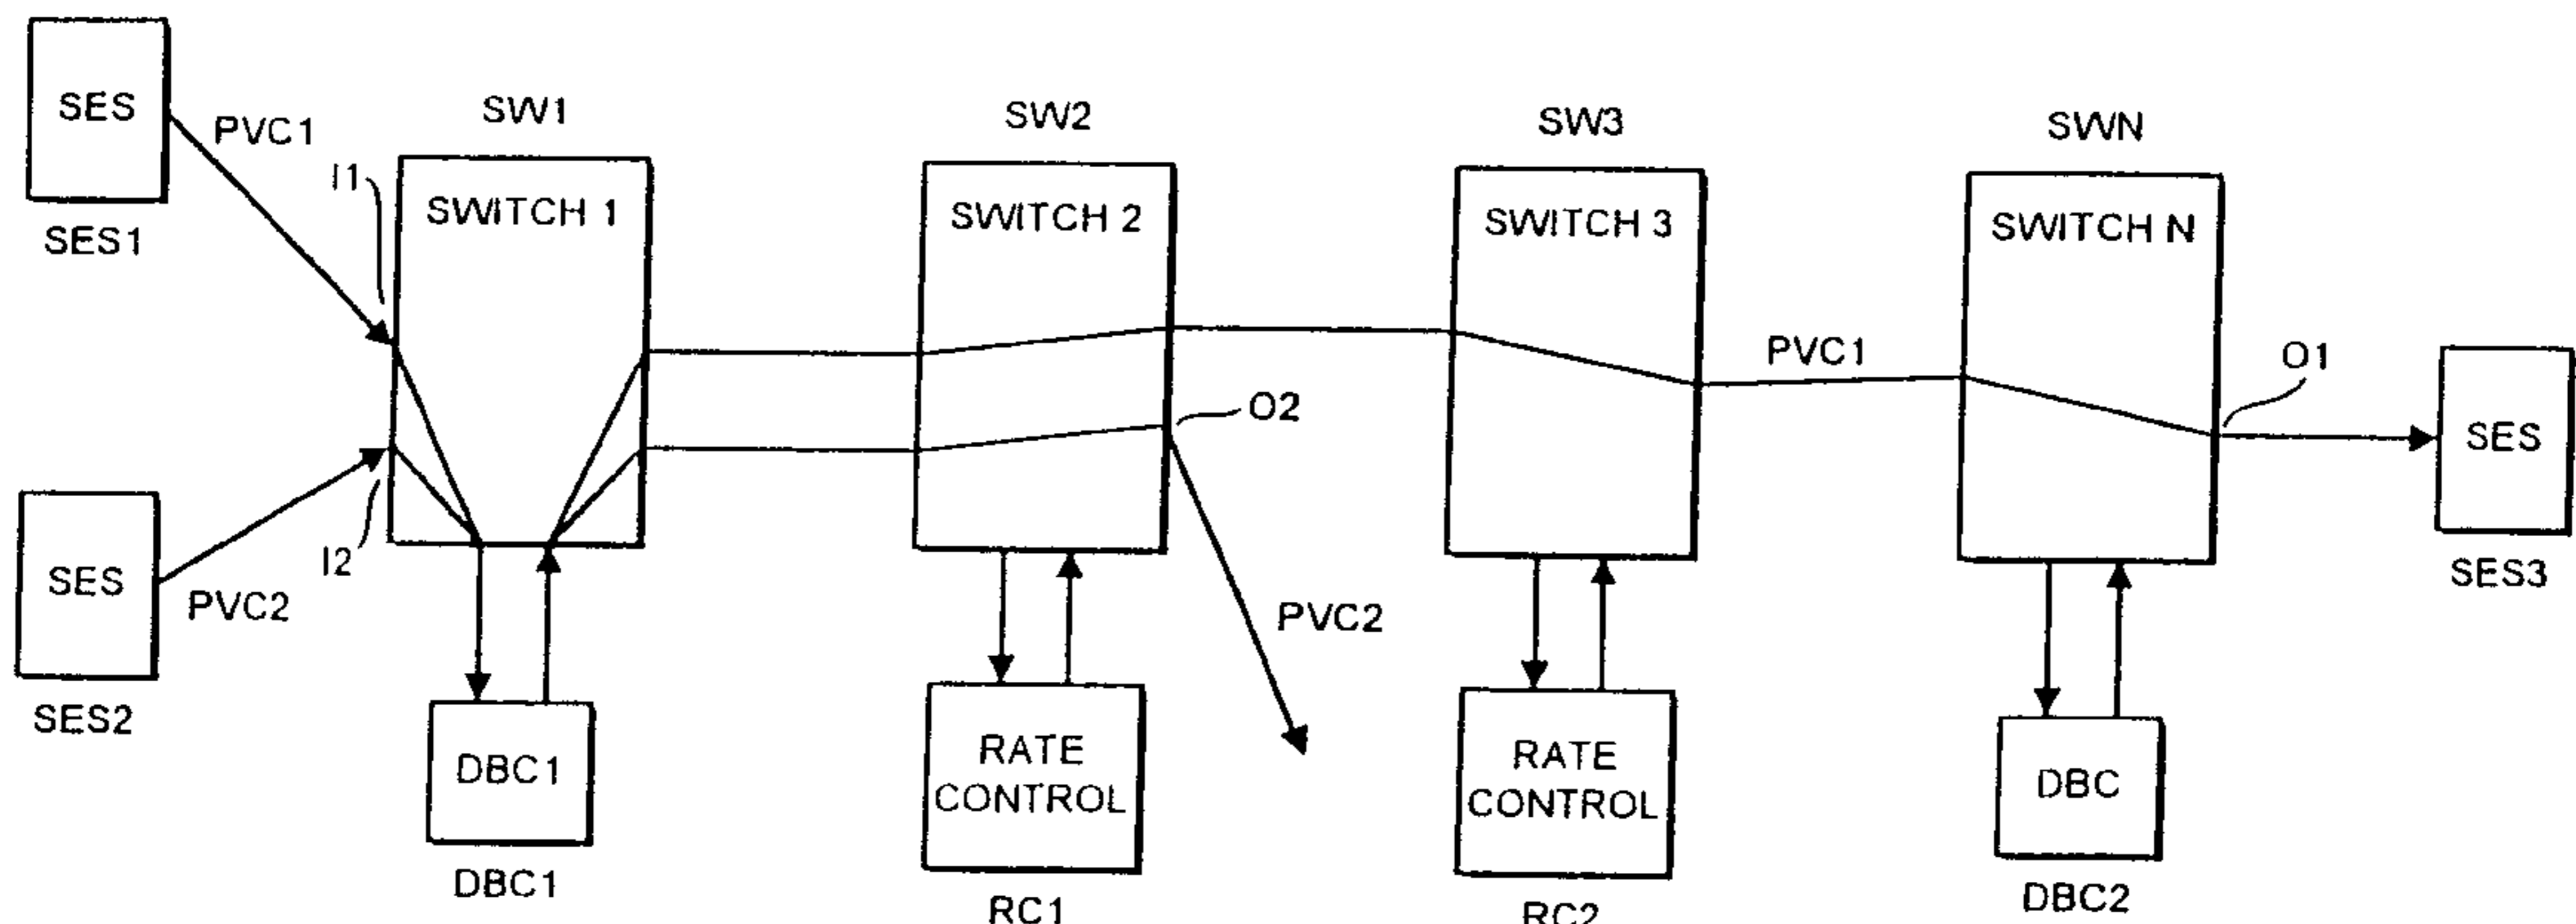 SES
SES1
PVC1
I1
SW1
SWITCH 1
SW2
SWITCH 2
SW3
SWITCH 3
SWN
SWITCH N
PVC1
O1
O2
SES
SES3
SES
SES2
PVC2
I2
PVC2
DBC1
DBC1
RATE
CONTROL
RC1
RATE
CONTROL
RC2
DBC
DBC2